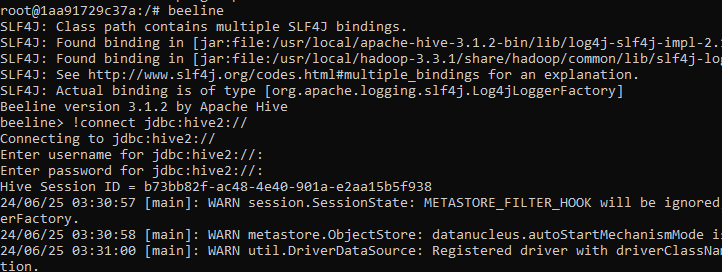 root@1aa91729c37a:/# beeline
SLF4J: Class path contains multiple SLF4J bindings.
SLF4J: Found binding in [jar:file:/usr/local/apache-hive-3.1.2-bin/lib/log4j-slf4j-impl-2.
SLF4J: Found binding in [jar:file:/usr/local/hadoop-3.3.1/share/hadoop/common/lib/slf4j-lo
SLF4J: See http://www.slf4j.org/codes.html#multiple_bindings for an explanation.
SLF4J: Actual binding is of type [org.apache.logging.slf4j.Log4jLoggerFactory]
Beeline version 3.1.2 by Apache Hive
beeline> !connect jdbc:hive2://
Connecting to jdbc:hive2://
Enter username for jdbc:hive2://:
Enter password for jdbc:hive2://:
Hive Session ID = b73bb82f-ac48-4e40-901a-e2aa15b5f938
24/06/25 03:30:57 [main]: WARN session.SessionState: METASTORE_FILTER_HOOK will be ignored
erFactory.
24/06/25 03:30:58 [main]: WARN metastore.ObjectStore: datanucleus.autoStartMechanismMode is
24/06/25 03:31:00 [main]: WARN util.DriverDataSource: Registered driver with driverClassNa
tion.